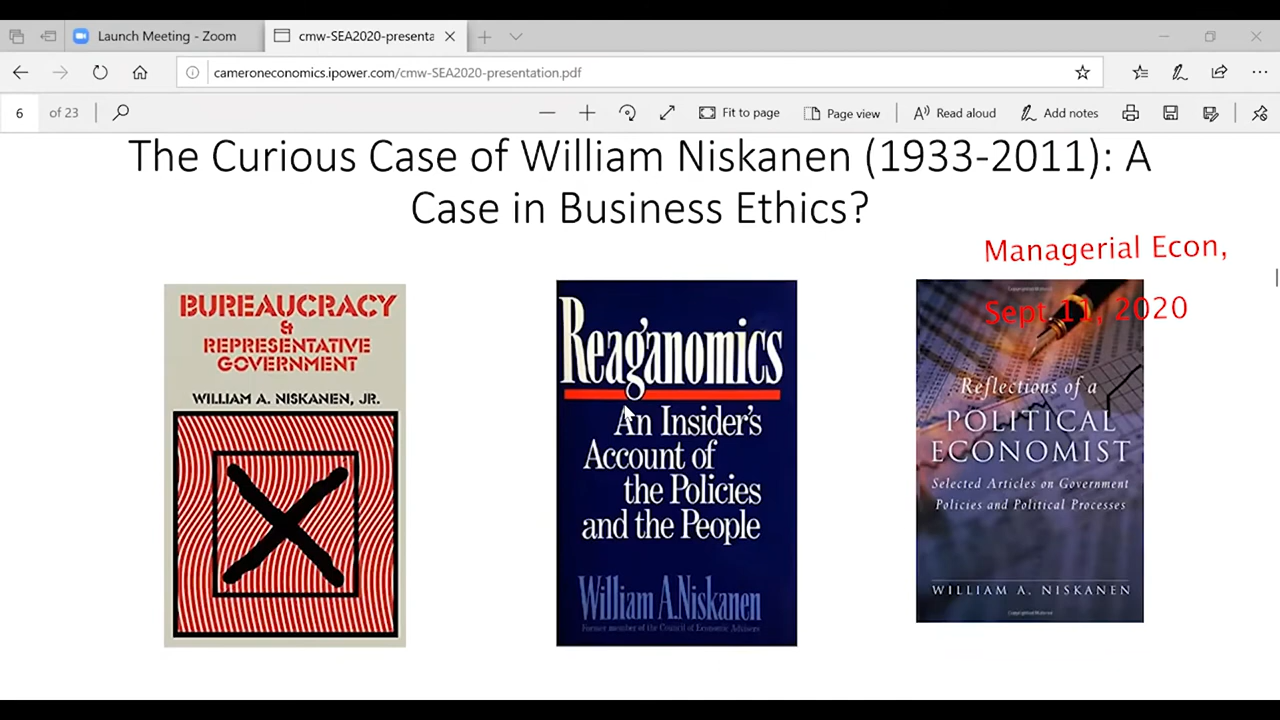 Launch Meeting - Zoom
cmw-SEA2020-presenta
cameroneconomics.ipower.com/cmw-SEA2020-presentation.pdf
6 of 23
Fit to page
Page view
Read aloud
Add notes
The Curious Case of William Niskanen (1933-2011): A
Case in Business Ethics?
Managerial Econ,
Sept 11, 2020
BUREAUCRACY
&
REPRESENTATIVE
GOVERNMENT
WILLIAM A. NISKANEN, JR.
Reaganomics
An Insider's
Account of
the Policies
and the People
William A. Niskanen
Former member of the Council of Economic Advisers
Reflections of a
POLITICAL
ECONOMIST
Selected Articles on Government
Policies and Political Processes
WILLIAM A. NISKANEN